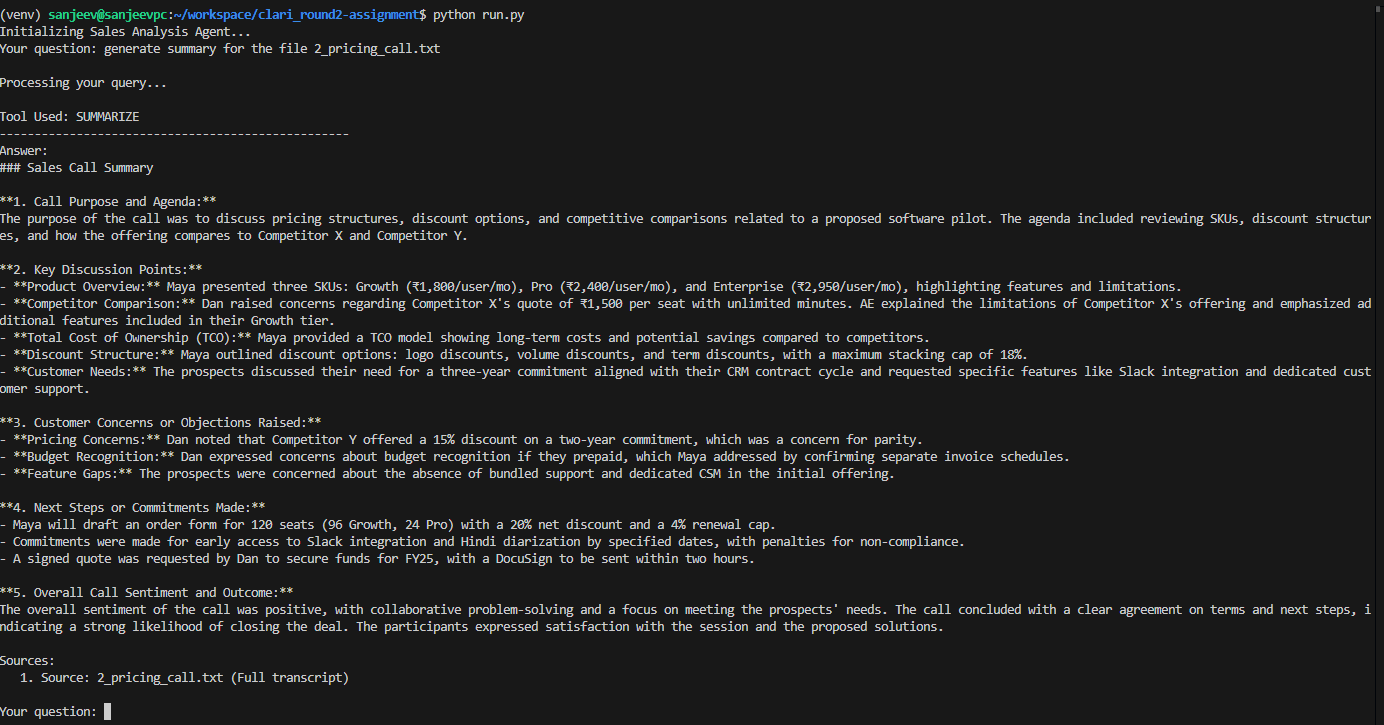 (venv) sanjeev@sanjeevpc:~/workspace/clari_round2-assignment$ python run.py
Initializing Sales Analysis Agent...
Your question: generate summary for the file 2_pricing_call.txt
Processing your query...
Tool Used: SUMMARIZE
--------------------------------------------------
Answer:
### Sales Call Summary
**1. Call Purpose and Agenda:**
The purpose of the call was to discuss pricing structures, discount options, and competitive comparisons related to a proposed software pilot. The agenda included reviewing SKUs, discount structur
es, and how the offering compares to Competitor X and Competitor Y.
**2. Key Discussion Points:**
- **Product Overview:** Maya presented three SKUs: Growth (₹1,800/user/mo), Pro (₹2,400/user/mo), and Enterprise (₹2,950/user/mo), highlighting features and limitations.
- **Competitor Comparison:** Dan raised concerns regarding Competitor X's quote of ₹1,500 per seat with unlimited minutes. AE explained the limitations of Competitor X's offering and emphasized ad
ditional features included in their Growth tier.
- **Total Cost of Ownership (TCO):** Maya provided a TCO model showing long-term costs and potential savings compared to competitors.
- **Discount Structure:** Maya outlined discount options: logo discounts, volume discounts, and term discounts, with a maximum stacking cap of 18%.
- **Customer Needs:** The prospects discussed their need for a three-year commitment aligned with their CRM contract cycle and requested specific features like Slack integration and dedicated cust
omer support.
**3. Customer Concerns or Objections Raised:**
- **Pricing Concerns:** Dan noted that Competitor Y offered a 15% discount on a two-year commitment, which was a concern for parity.
- **Budget Recognition:** Dan expressed concerns about budget recognition if they prepaid, which Maya addressed by confirming separate invoice schedules.
- **Feature Gaps:** The prospects were concerned about the absence of bundled support and dedicated CSM in the initial offering.
**4. Next Steps or Commitments Made:**
- Maya will draft an order form for 120 seats (96 Growth, 24 Pro) with a 20% net discount and a 4% renewal cap.
- Commitments were made for early access to Slack integration and Hindi diarization by specified dates, with penalties for non-compliance.
- A signed quote was requested by Dan to secure funds for FY25, with a DocuSign to be sent within two hours.
**5. Overall Call Sentiment and Outcome:**
The overall sentiment of the call was positive, with collaborative problem-solving and a focus on meeting the prospects' needs. The call concluded with a clear agreement on terms and next steps, i
ndicating a strong likelihood of closing the deal. The participants expressed satisfaction with the session and the proposed solutions.
Sources:
1. Source: 2_pricing_call.txt (Full transcript)
Your question: